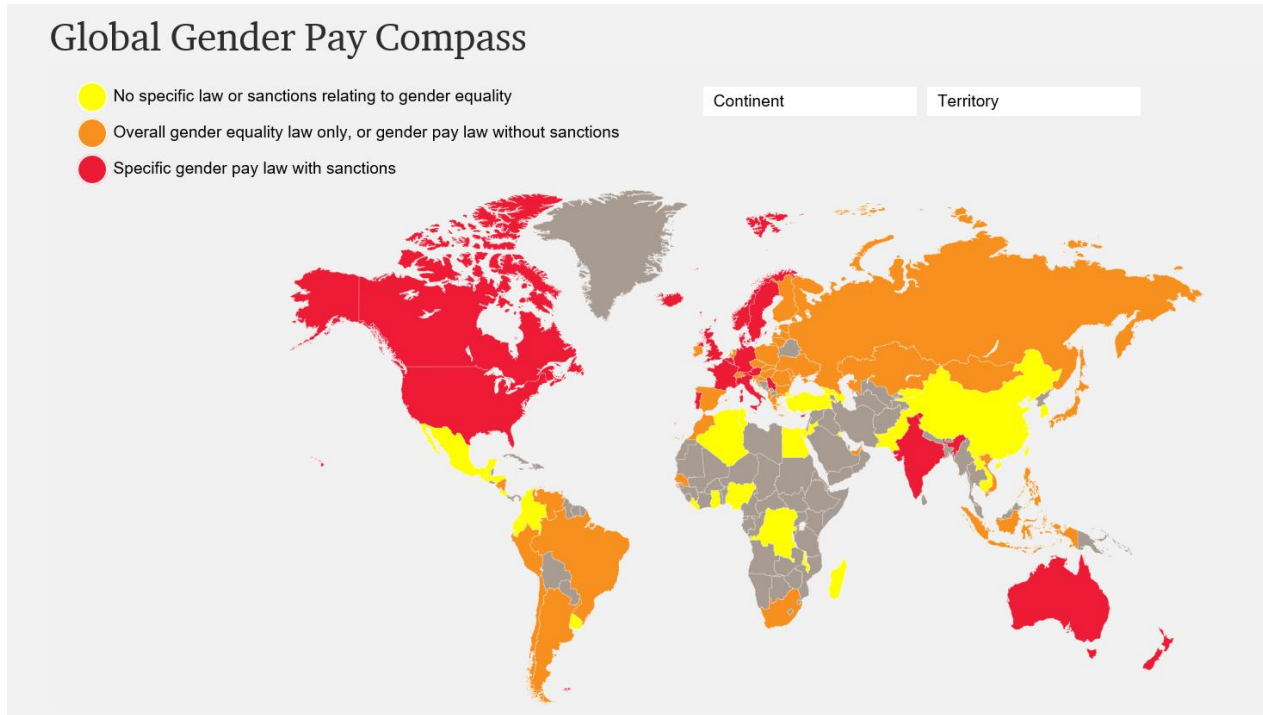 Global Gender Pay Compass
No specific law or sanctions relating to gender equality
Continent
Territory
Overall gender equality law only, or gender pay law without sanctions
Specific gender pay law with sanctions